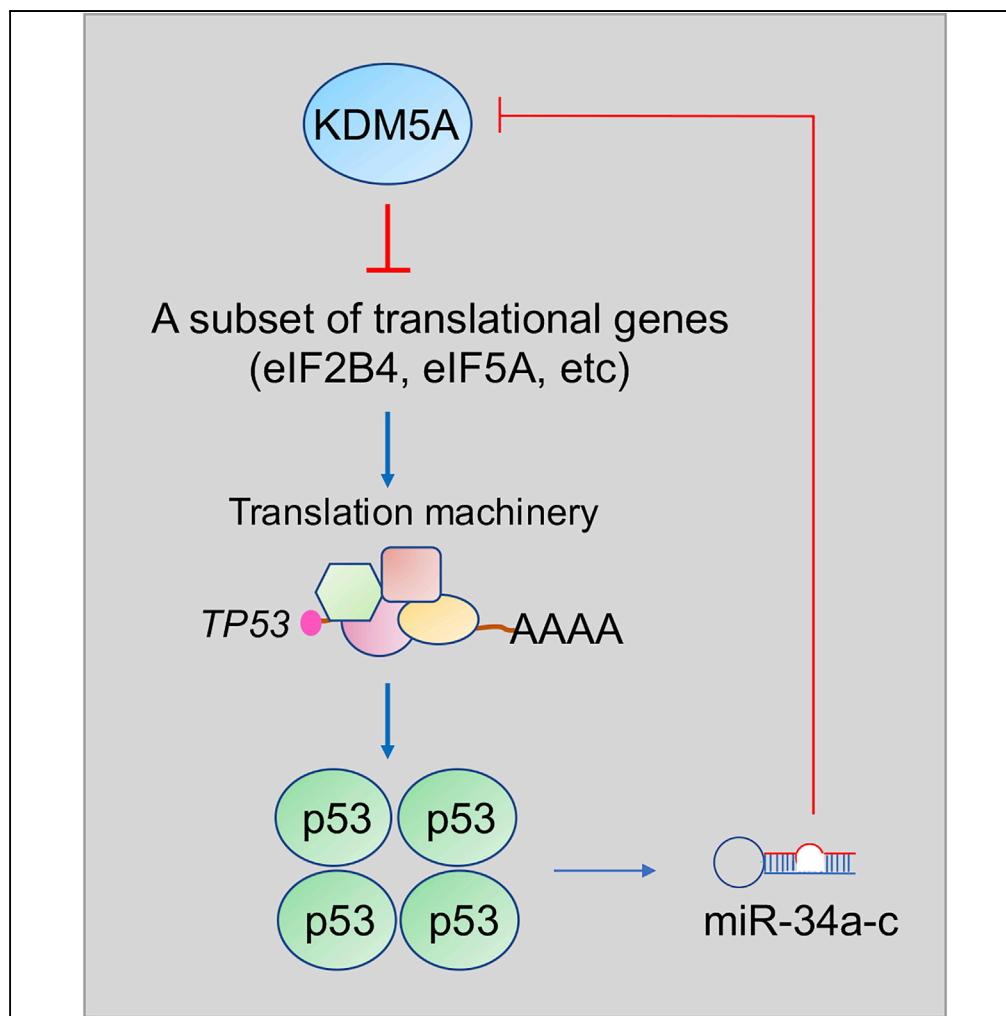 KDM5A
A subset of translational genes
(eIF2B4, eIF5A, etc)
Translation machinery
TP53
AAAA
p53
p53
p53
p53
miR-34a-c